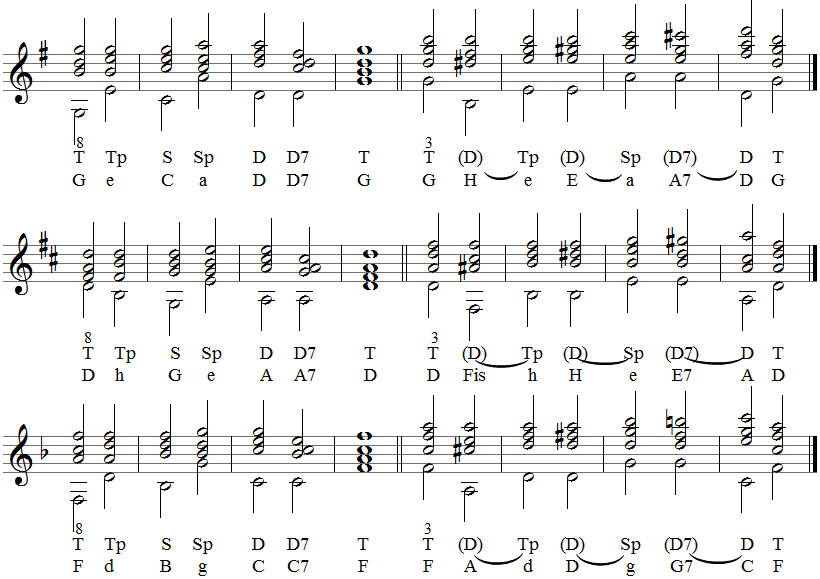 8 3
T Tp S Sp D D7 T T (D) Tp (D) Sp (D7) D T
G e C a D D7 G G H e E a A7 D G
8 3
T Tp S Sp D D7 T T (D) Tp (D) Sp (D7) D T
D h G e A A7 D D Fis h H e E7 A D
8 3
T Tp S Sp D D7 T T (D) Tp (D) Sp (D7) D T
F d B g C C7 F F A d D g G7 C F